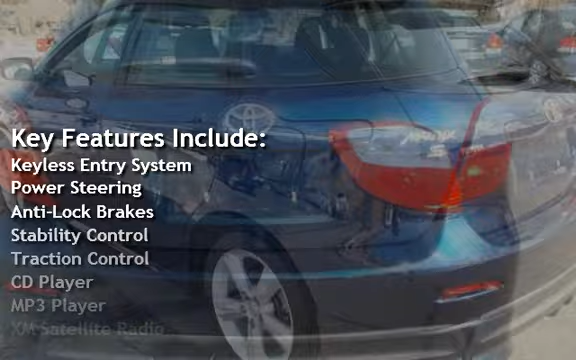 Key Features Include:
Keyless Entry System
Power Steering
Anti-Lock Brakes
Stability Control
Traction Control
CD Player
MP3 Player
XM Satellite Radio